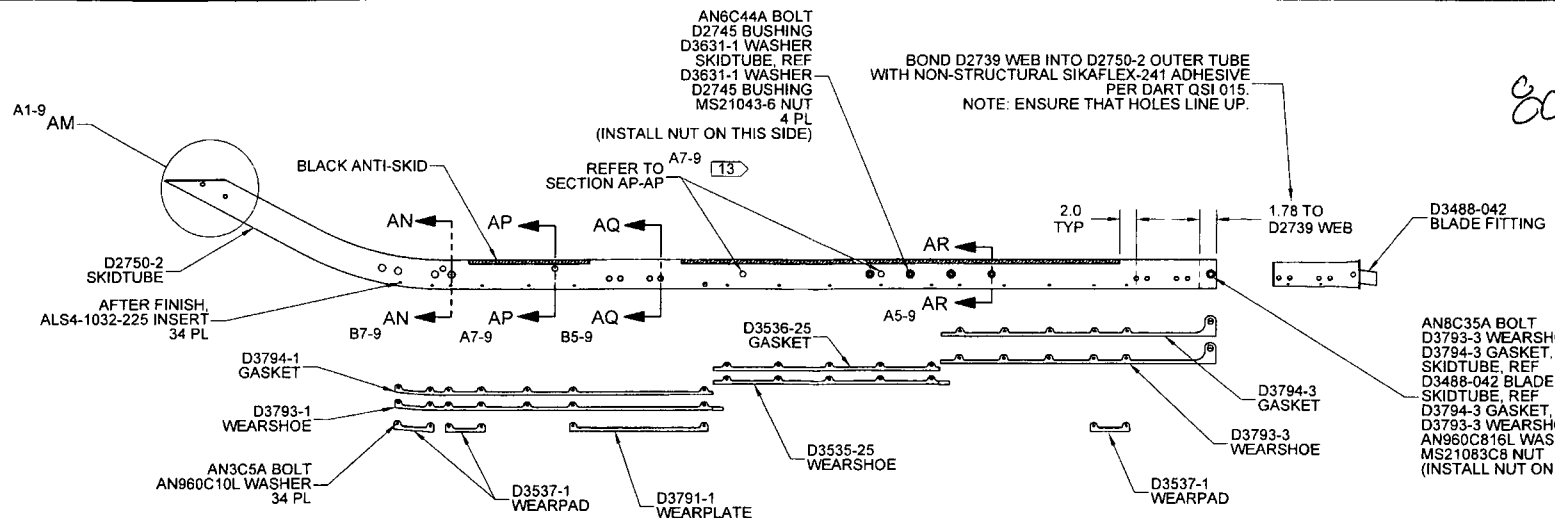 AN6C44A BOLT
D2745 BUSHING
D3631-1 WASHER
SKIDTUBE, REF
D3631-1 WASHER
D2745 BUSHING
MS21043-6 NUT
4 PL
(INSTALL NUT ON THIS SIDE)
BOND D2739 WEB INTO D2750-2 OUTER TUBE
WITH NON-STRUCTURAL SIKAFLEX-241 ADHESIVE
PER DART QSI 015.
NOTE: ENSURE THAT HOLES LINE UP.
A1-9
AM
BLACK ANTI-SKID
REFER TO
SECTION AP-AP
A7-9
13
AN
AP
AQ
AR
2.0
TYP
1.78 TO
D2739 WEB
D3488-042
BLADE FITTING
D2750-2
SKIDTUBE
AFTER FINISH,
ALS4-1032-225 INSERT
34 PL
AN
B7-9
AP
A7-9
AQ
B5-9
AR
A5-9
D3794-1
GASKET
D3536-25
GASKET
D3793-1
WEARSHOE
D3794-3
GASKET
D3535-25
WEARSHOE
D3793-3
WEARSHOE
AN3C5A BOLT
AN960C10L WASHER
34 PL
D3537-1
WEARPAD
D3791-1
WEARPLATE
D3537-1
WEARPAD
AN8C35A BOLT
D3793-3 WEARSHO
D3794-3 GASKET,
SKIDTUBE, REF
D3488-042 BLADE
SKIDTUBE, REF
D3794-3 GASKET,
D3793-3 WEARSHO
AN960C816L WAS
MS21083C8 NUT
(INSTALL NUT ON